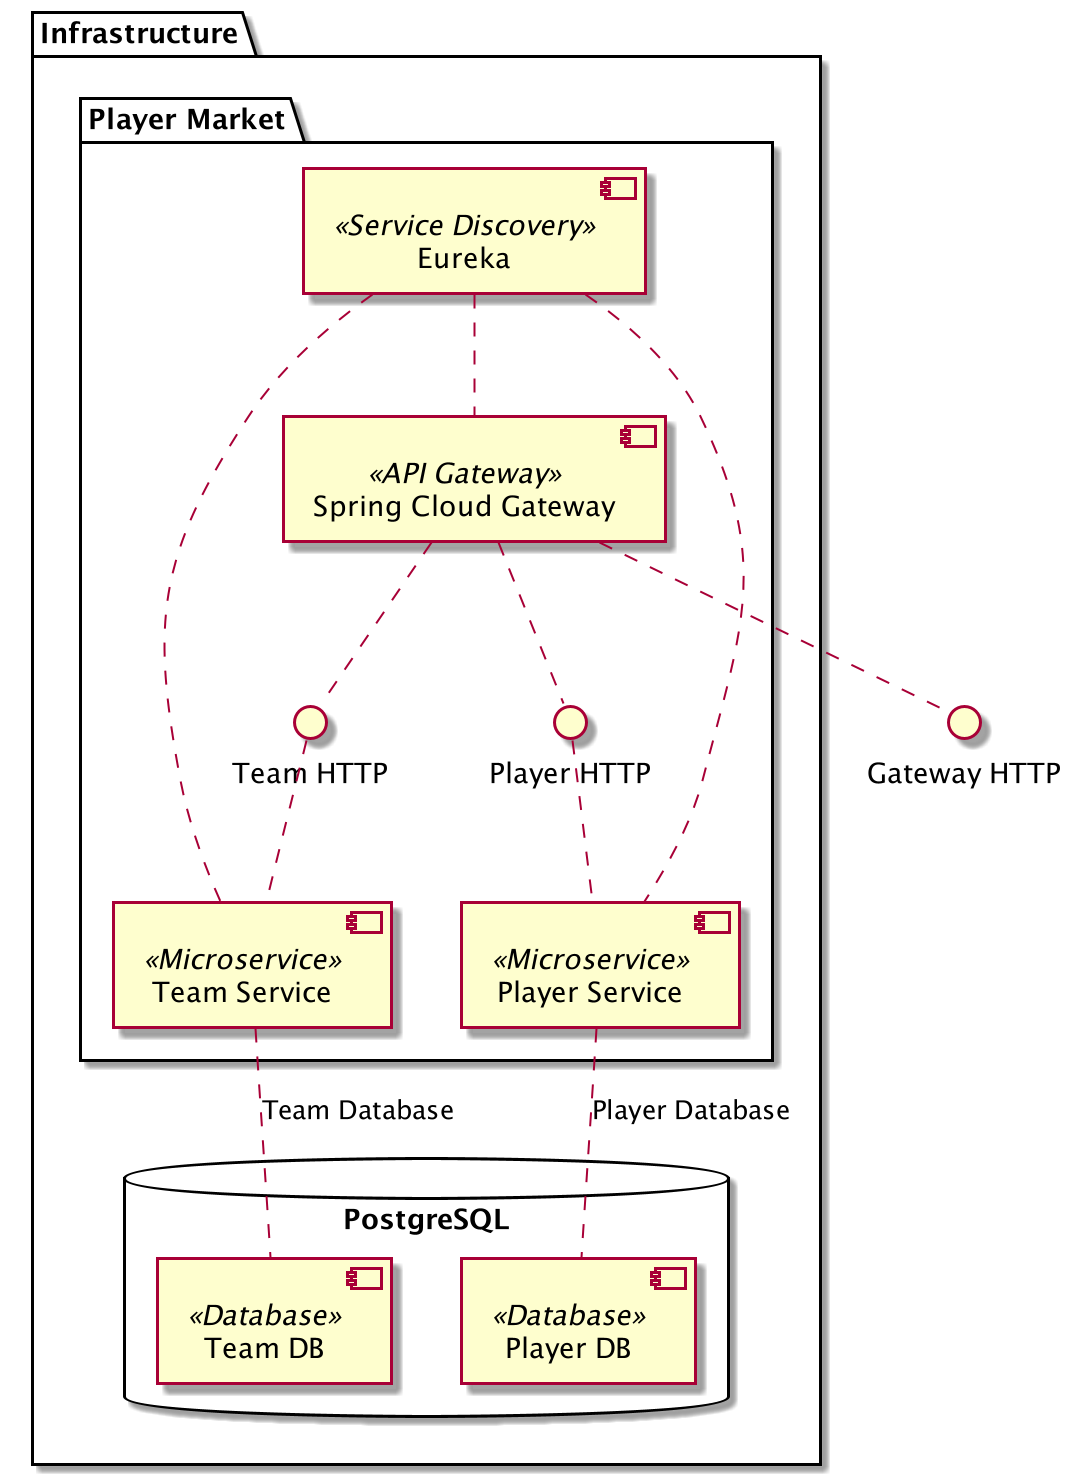 Infrastructure
Player Market
«Service Discovery»
Eureka
«API Gateway»
Spring Cloud Gateway
Team HTTP
Player HTTP
Gateway HTTP
«Microservice»
Team Service
«Microservice»
Player Service
Team Database
Player Database
PostgreSQL
«Database»
Team DB
«Database»
Player DB